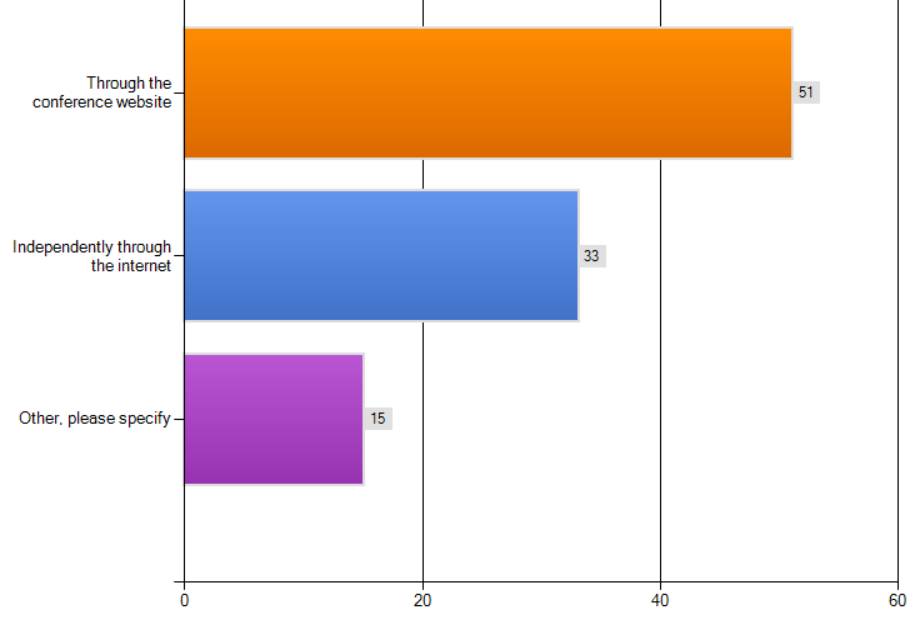 Through the
conference website
51
Independently through
the internet
33
Other, please specify
15
0
20
40
60